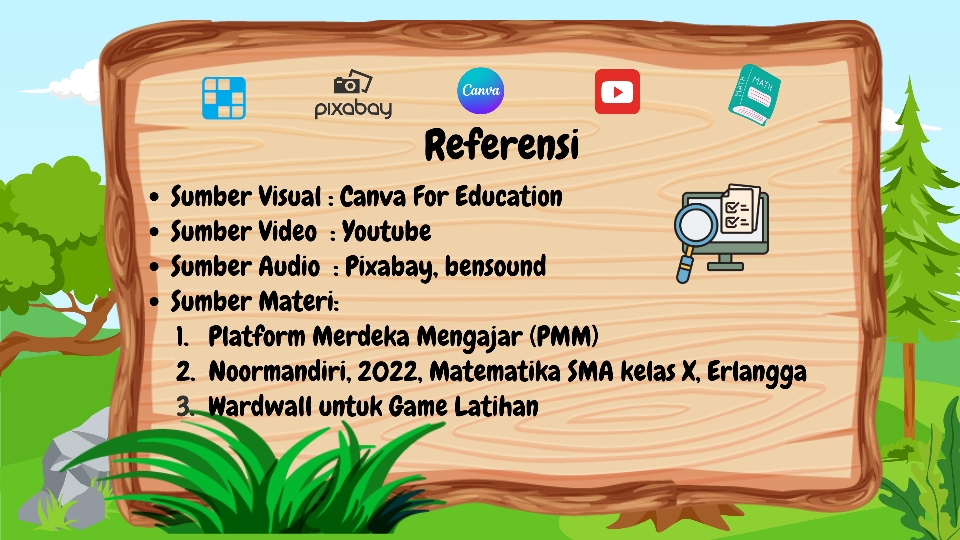 pixabay
Canva
MATH
MATH
Referensi
• Sumber Visual : Canva For Education
• Sumber Video : Youtube
• Sumber Audio : Pixabay, bensound
• Sumber Materi:
1. Platform Merdeka Mengajar (PMM)
2. Noormandiri, 2022, Matematika SMA kelas X, Erlangga
3. Wardwall untuk Game Latihan